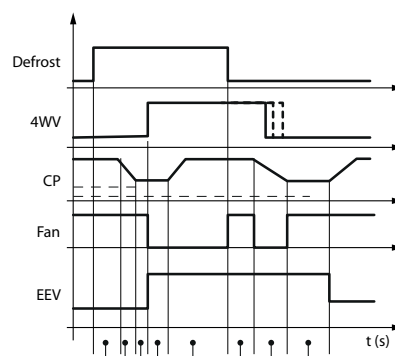 Defrost
4WV
CP
Fan
EEV
t (s)